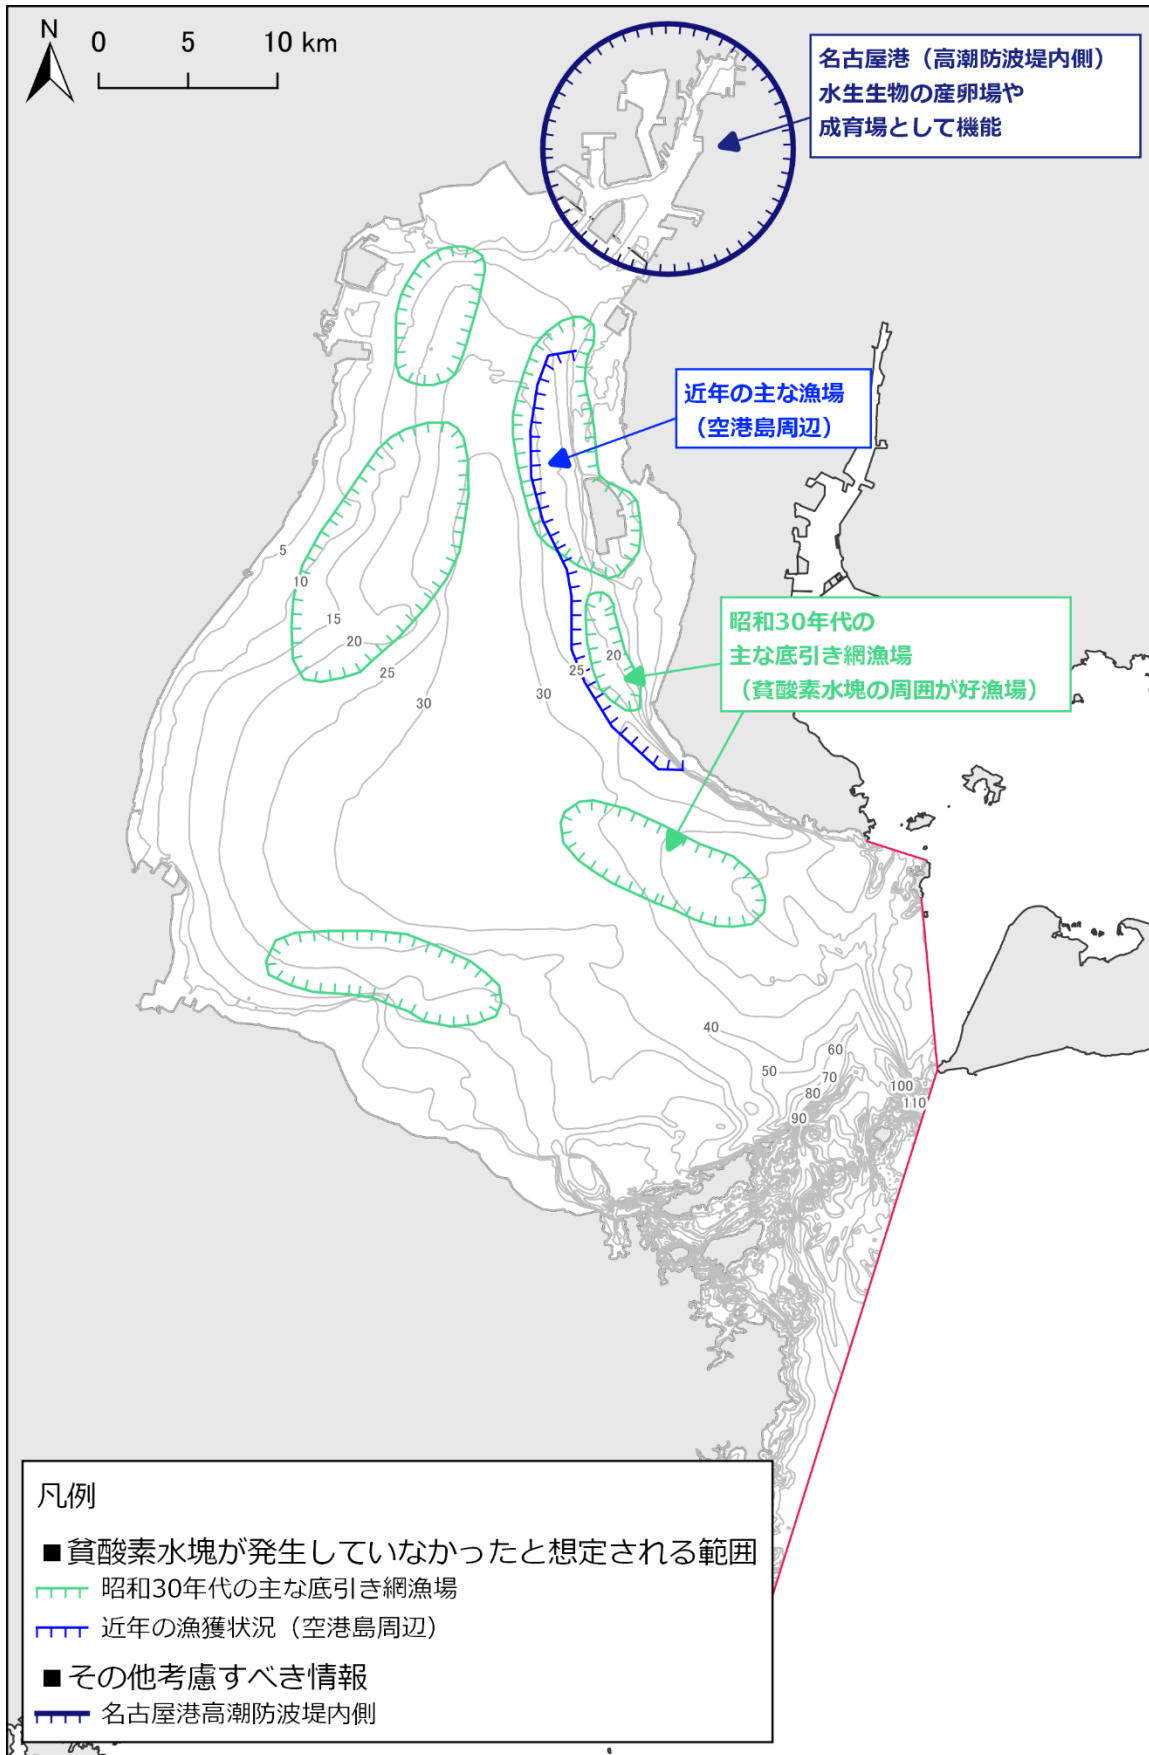 N
0 5 10 km
名古屋港（高潮防波堤内側）
水生生物の産卵場や
成育場として機能
近年の主な漁場
（空港島周辺）
昭和30年代の
主な底引き網漁場
（貧酸素水塊の周囲が好漁場）
5
10
15
20
25
30
20
25
30
40
50
60
70
80
90
100
110
凡例
■貧酸素水塊が発生していなかったと想定される範囲
昭和30年代の主な底引き網漁場
近年の漁獲状況（空港島周辺）
■その他考慮すべき情報
名古屋港高潮防波堤内側